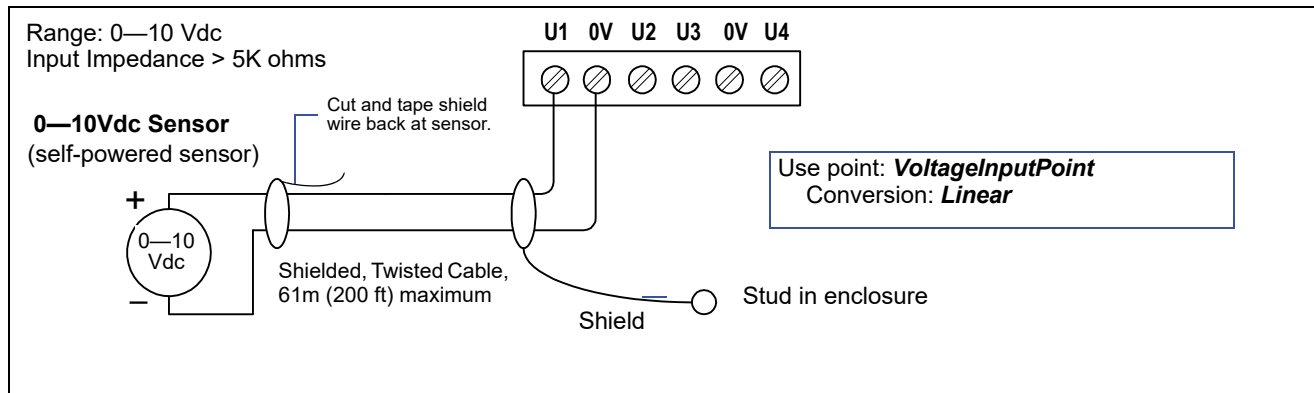 Range: 0—10 Vdc
Input Impedance > 5K ohms
U1 0V U2 U3 0V U4
Cut and tape shield
wire back at sensor.
0—10Vdc Sensor
(self-powered sensor)
Use point: VoltageInputPoint
Conversion: Linear
+
0—10
Vdc
—
Shielded, Twisted Cable,
61m (200 ft) maximum
Stud in enclosure
Shield